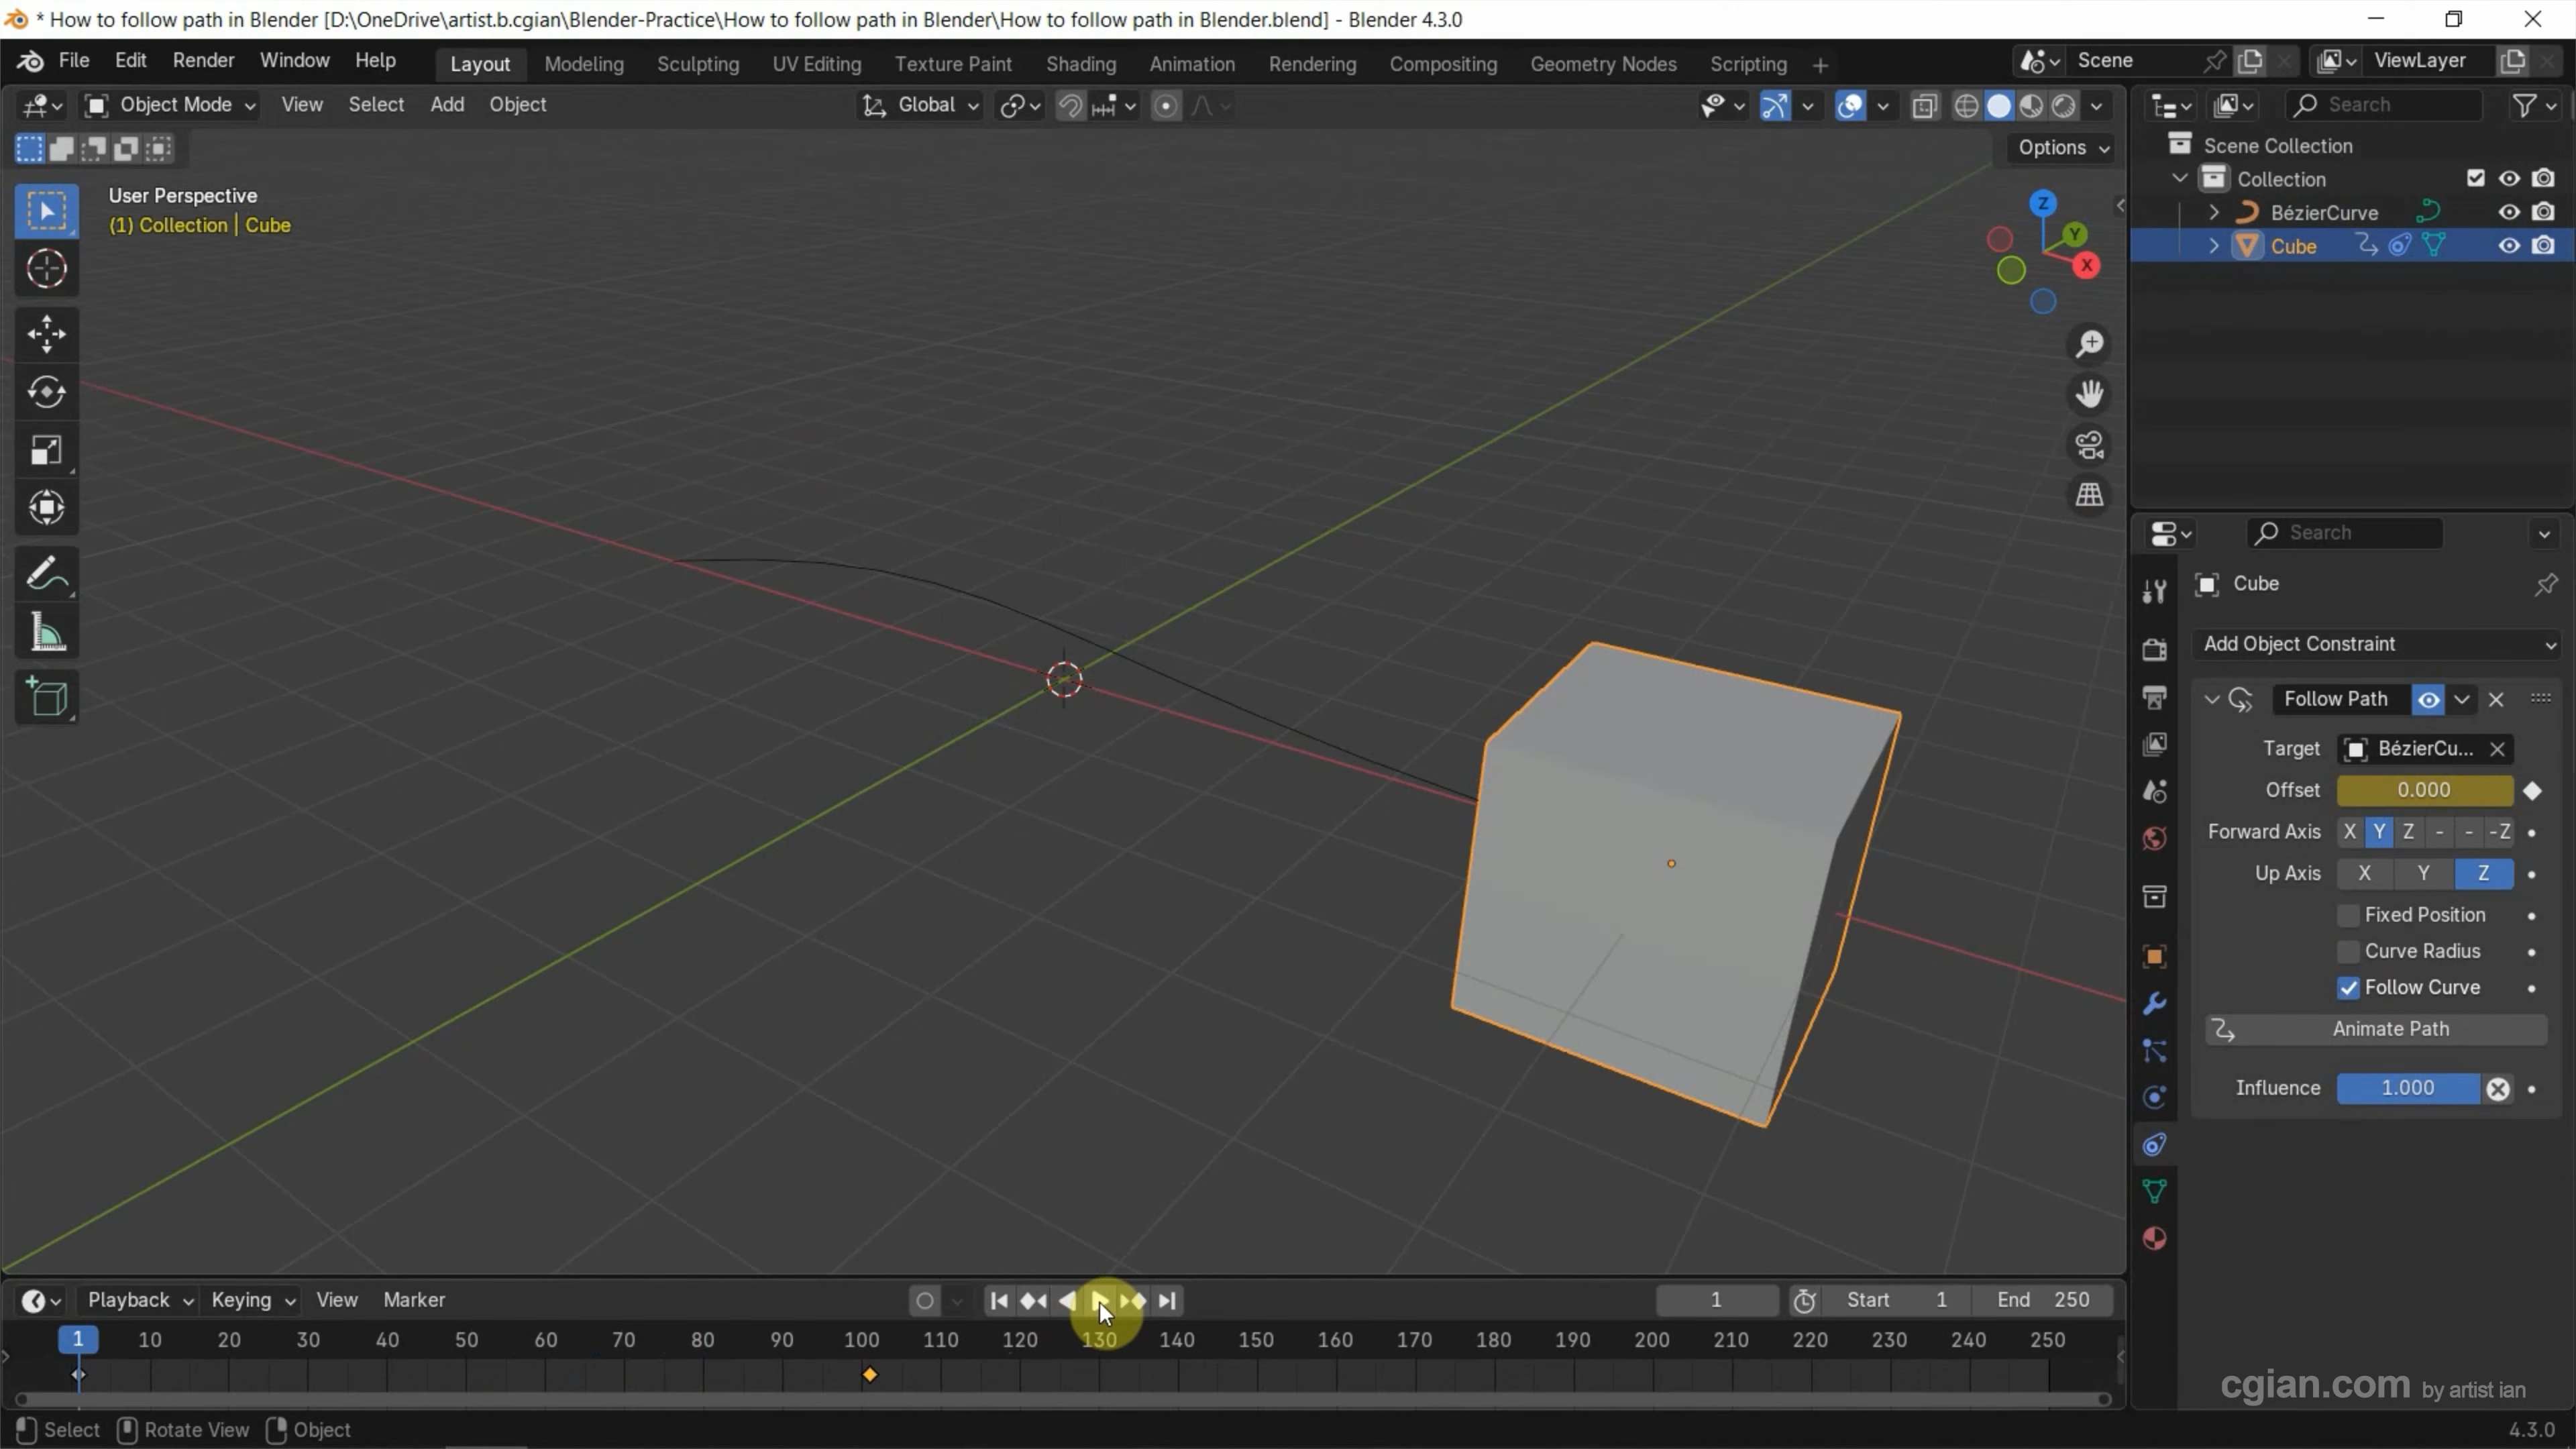 * How to follow path in Blender [D:\OneDrive\artist.b.cgian\Blender-Practice\How to follow path in Blender\How to follow path in Blender.blend] - Blender 4.3.0
File Edit Render Window Help Layout Modeling Sculpting UV Editing Texture Paint Shading Animation Rendering Compositing Geometry Nodes Scripting + Scene ViewLayer
Object Mode View Select Add Object Global Search
Options
Scene Collection
Collection
BézierCurve
Cube
User Perspective
(1) Collection | Cube
Z
Y
X
Search
Cube
Add Object Constraint
Follow Path
Target BézierCu...
Offset 0.000
Forward Axis X Y Z - - -Z
Up Axis X Y Z
Fixed Position
Curve Radius
Follow Curve
Animate Path
Influence 1.000
Playback Keying View Marker 1 Start 1 End 250
1 10 20 30 40 50 60 70 80 90 100 110 120 130 140 150 160 170 180 190 200 210 220 230 240 250
cgian.com by artist ian
Select Rotate View Object 4.3.0